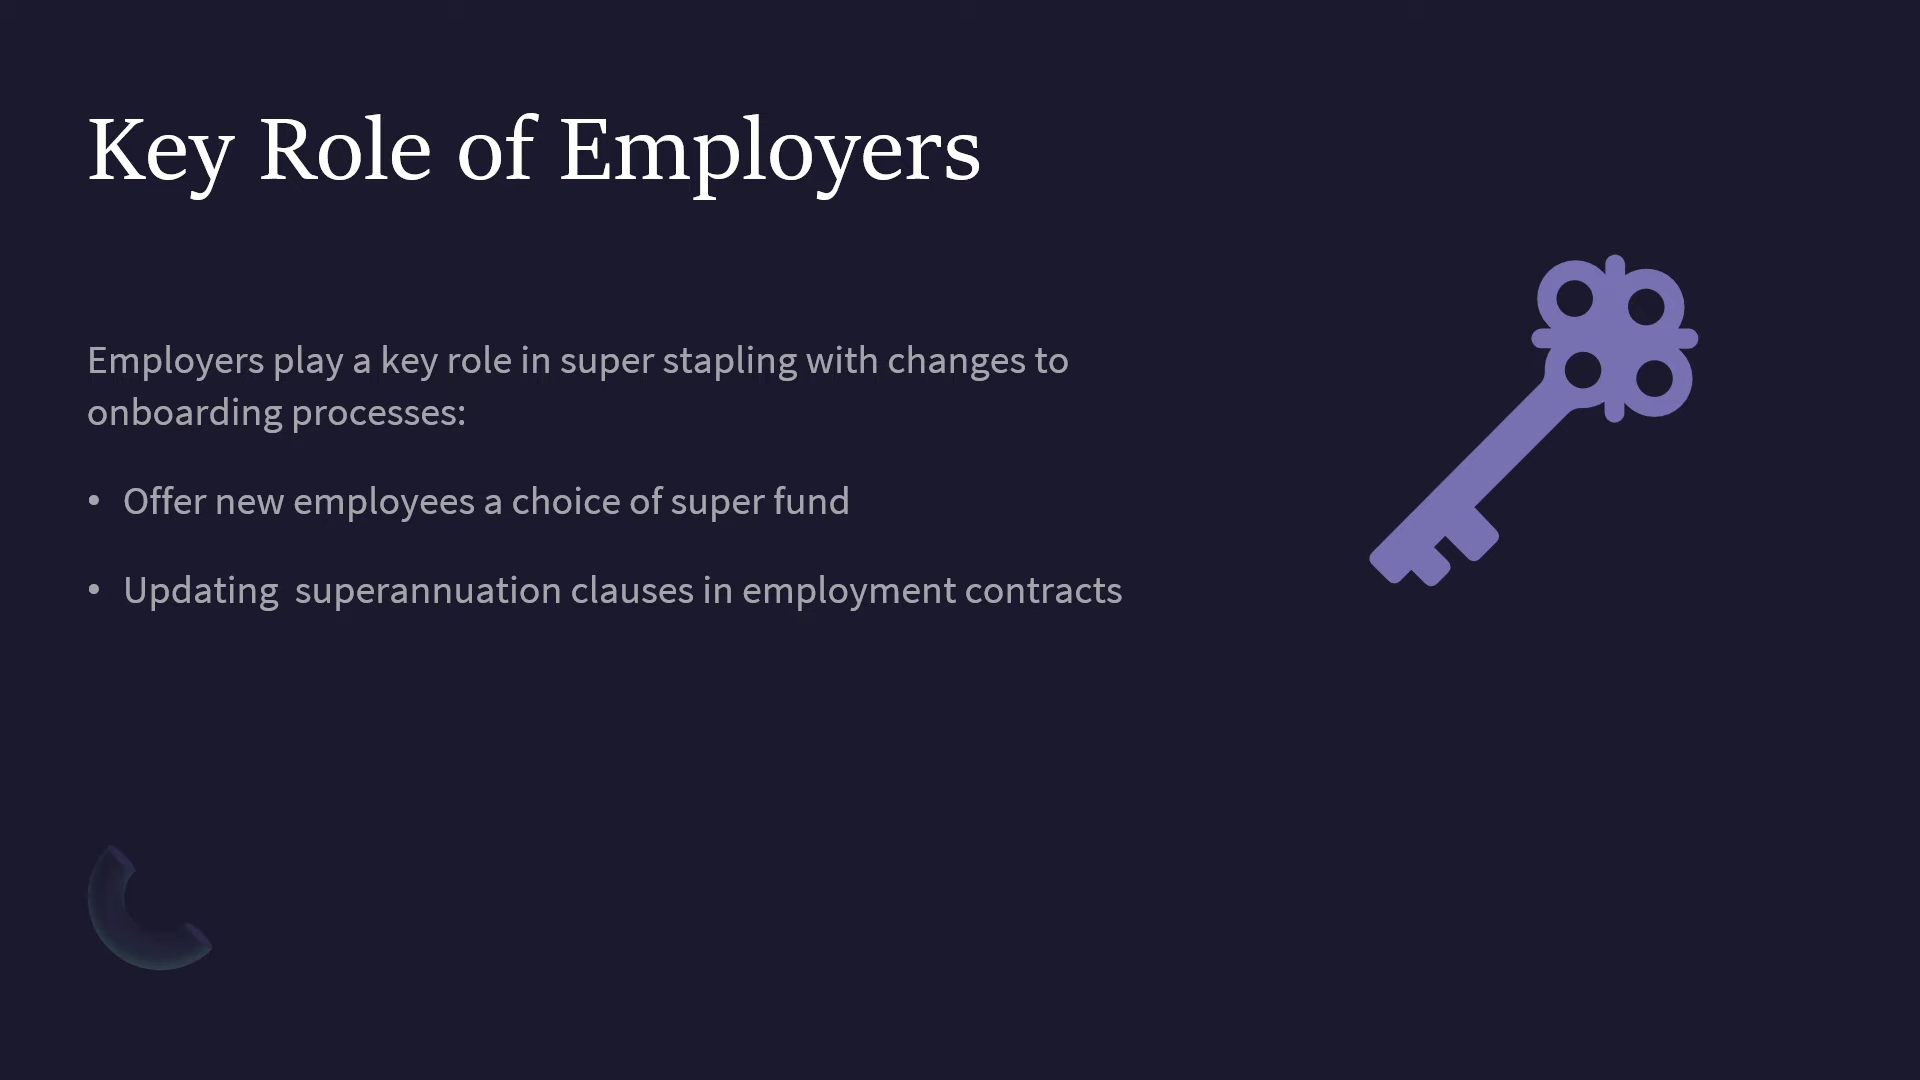 Key Role of Employers
Employers play a key role in super stapling with changes to
onboarding processes:
• Offer new employees a choice of super fund
• Updating  superannuation clauses in employment contracts